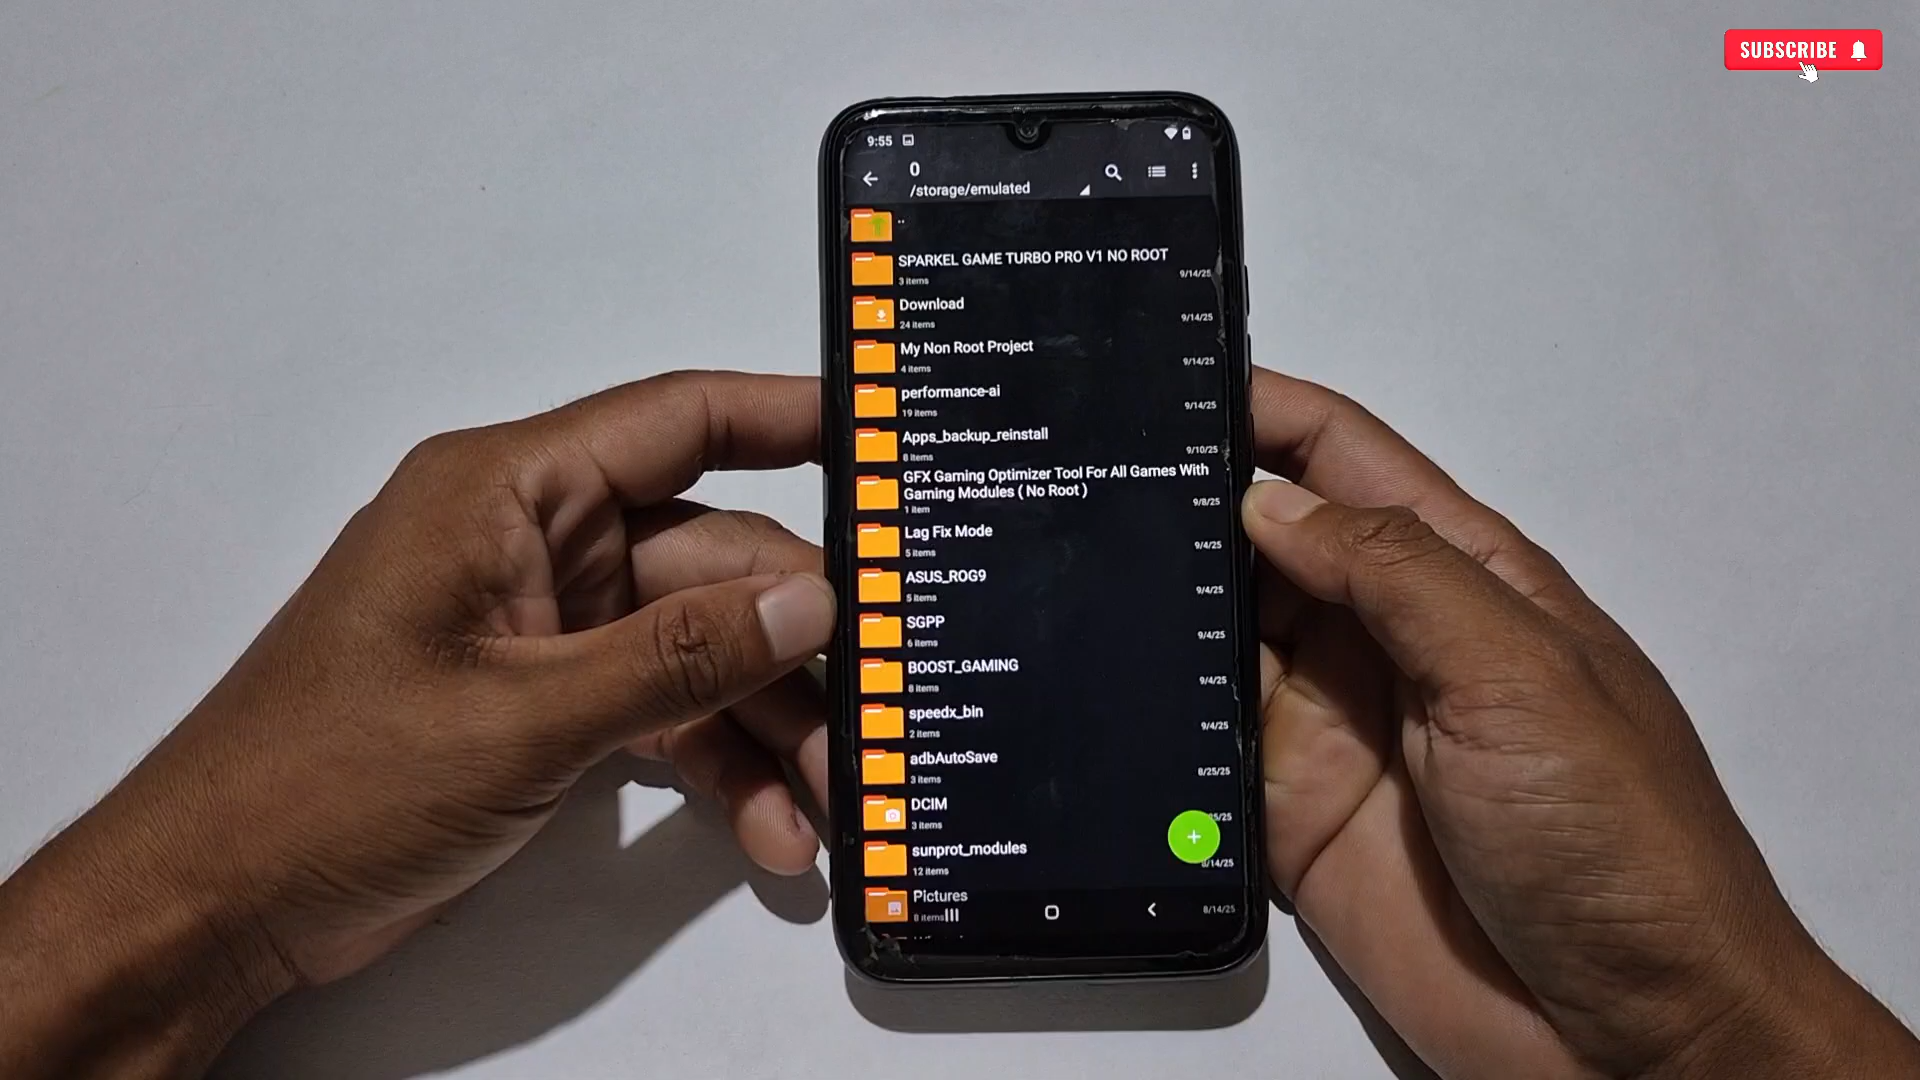 SUBSCRIBE
9:55
0
/storage/emulated
..
SPARKEL GAME TURBO PRO V1 NO ROOT
3 items
9/14/25
Download
24 items
9/14/25
My Non Root Project
4 items
9/14/25
performance-ai
19 items
9/14/25
Apps_backup_reinstall
8 items
9/10/25
GFX Gaming Optimizer Tool For All Games With
Gaming Modules ( No Root )
1 item
9/8/25
Lag Fix Mode
5 items
9/4/25
ASUS_ROG9
5 items
9/4/25
SGPP
6 items
9/4/25
BOOST_GAMING
8 items
9/4/25
speedx_bin
2 items
9/4/25
adbAutoSave
3 items
8/25/25
DCIM
3 items
sunprot_modules
12 items
8/14/25
Pictures
8 items
8/14/25